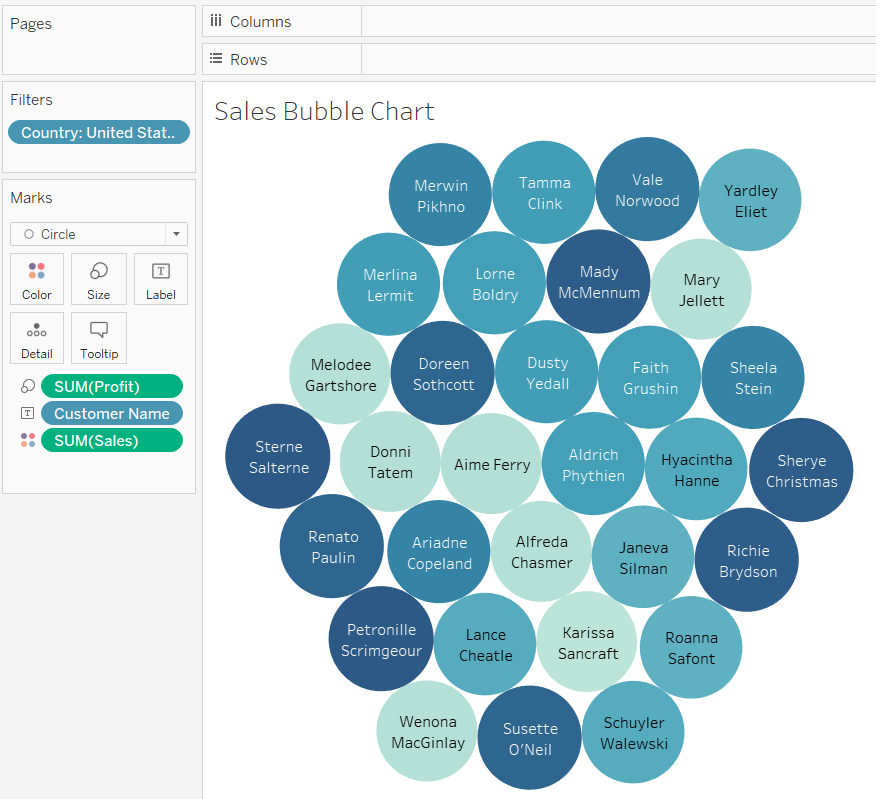 Pages
Columns
Rows
Filters
Country: United Stat..
Marks
Circle
Color
Size
Label
Detail
Tooltip
SUM(Profit)
Customer Name
SUM(Sales)
Sales Bubble Chart
Merwin
Pikhno
Tamma
Clink
Vale
Norwood
Yardley
Eliet
Merlina
Lermit
Lorne
Boldry
Mady
McMennum
Mary
Jellett
Melodee
Gartshore
Doreen
Sothcott
Dusty
Yedall
Faith
Grushin
Sheela
Stein
Sterne
Salterne
Donni
Tatem
Aime Ferry
Aldrich
Phythien
Hyacintha
Hanne
Sherye
Christmas
Renato
Paulin
Ariadne
Copeland
Alfreda
Chasmer
Janeva
Silman
Richie
Brydson
Petronille
Scrimgeour
Lance
Cheatle
Karissa
Sancraft
Roanna
Safont
Wenona
MacGinlay
Susette
O'Neil
Schuyler
Walewski